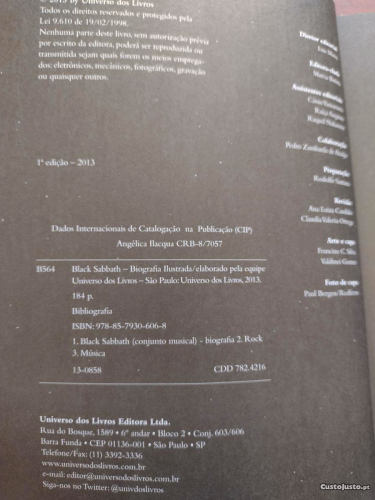 © 2013 by Universo dos Livros
Todos os direitos reservados e protegidos pela
Lei 9.610 de 19/02/1998.
Nenhuma parte deste livro, sem autorização prévia
por escrito da editora, poderá ser reproduzida ou
transmitida sejam quais forem os meios emprega-
dos: eletrônicos, mecânicos, fotográficos, gravação
ou quaisquer outros.
1ª edição – 2013
Dados Internacionais de Catalogação na Publicação (CIP)
Angélica Ilacqua CRB-8/7057
B564 Black Sabbath – Biografia Ilustrada/elaborado pela equipe
Universo dos Livros – São Paulo: Universo dos Livros, 2013.
184 p.
Bibliografia
ISBN: 978-85-7930-606-8
1. Black Sabbath (conjunto musical) - biografia 2. Rock
3. Música
13-0858 CDD 782.4216
Universo dos Livros Editora Ltda.
Rua do Bosque, 1589 • 6º andar • Bloco 2 • Conj. 603/606
Barra Funda • CEP 01136-001 • São Paulo • SP
Telefone/Fax: (11) 3392-3336
www.universodoslivros.com.br
e-mail: editor@universodoslivros.com.br
Siga-nos no Twitter: @univdoslivros
Diretor editorial
Editora-chefe
Assistentes editoriais
Colaboração
Preparação
Revisão
Arte e capa
Foto de capa
CustoJusto.pt